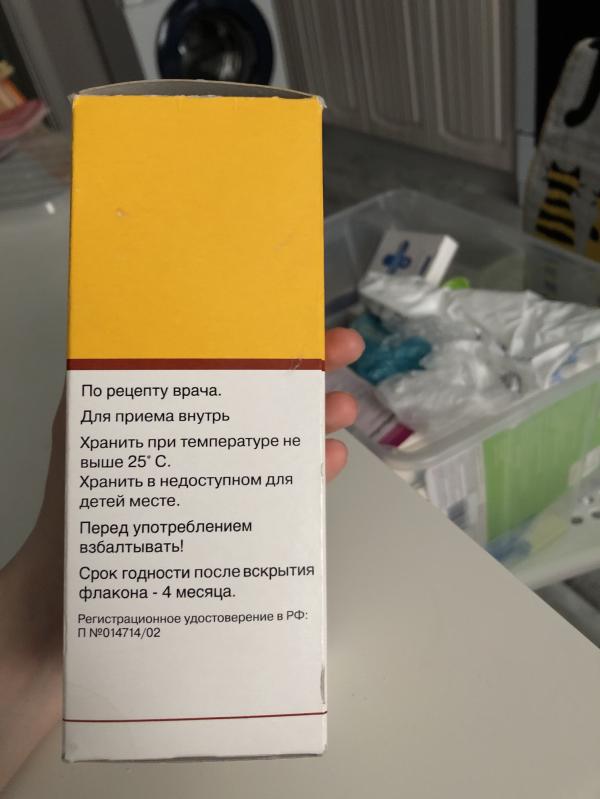 По рецепту врача.
Для приема внутрь
Хранить при температуре не
выше 25˚ С.
Хранить в недоступном для
детей месте.
Перед употреблением
взбалтывать!
Срок годности после вскрытия
флакона - 4 месяца.
Регистрационное удостоверение в РФ:
П №014714/02